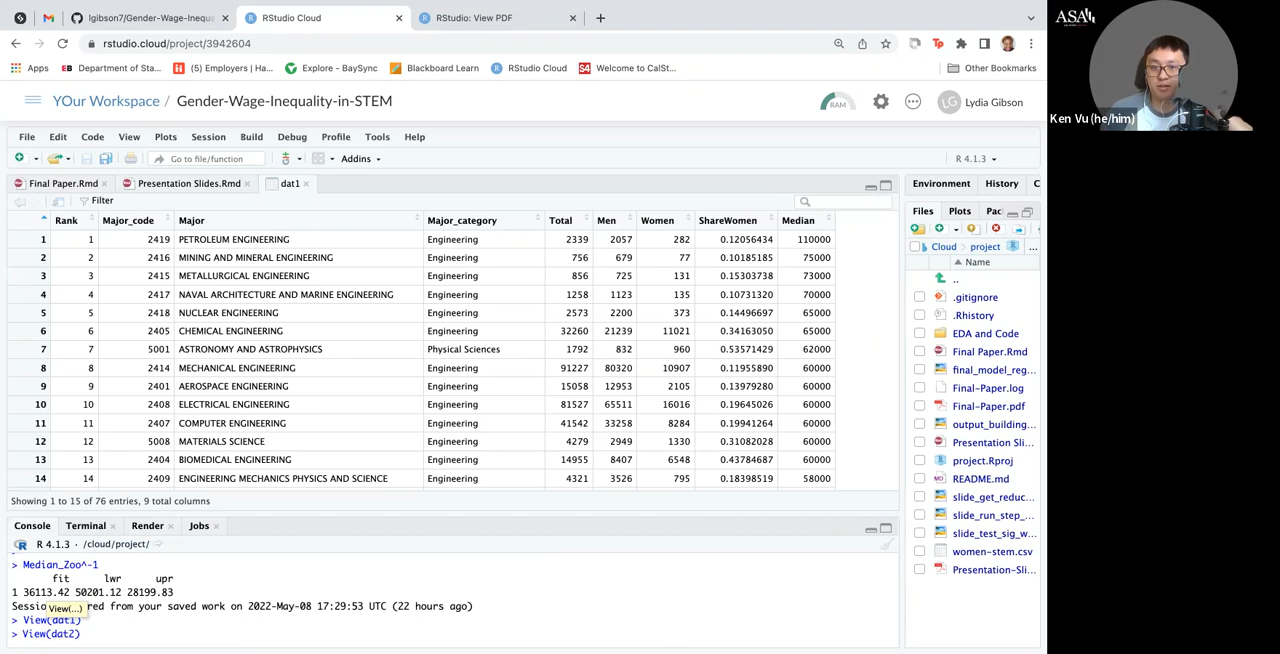 lgibson7/Gender-Wage-Inequa
RStudio Cloud
RStudio: View PDF
rstudio.cloud/project/3942604
Apps
EB Department of Sta...
(5) Employers | Ha...
Explore - BaySync
Blackboard Learn
RStudio Cloud
S4 Welcome to CalSt...
Other Bookmarks
YOur Workspace / Gender-Wage-Inequality-in-STEM
RAM
LG Lydia Gibson
File Edit Code View Plots Session Build Debug Profile Tools Help
Go to file/function
Addins
R 4.1.3
Final Paper.Rmd
Presentation Slides.Rmd
dat1
Filter
Rank Major_code Major Major_category Total Men Women ShareWomen Median
1 1 2419 PETROLEUM ENGINEERING Engineering 2339 2057 282 0.12056434 110000
2 2 2416 MINING AND MINERAL ENGINEERING Engineering 756 679 77 0.10185185 75000
3 3 2415 METALLURGICAL ENGINEERING Engineering 856 725 131 0.15303738 73000
4 4 2417 NAVAL ARCHITECTURE AND MARINE ENGINEERING Engineering 1258 1123 135 0.10731320 70000
5 5 2418 NUCLEAR ENGINEERING Engineering 2573 2200 373 0.14496697 65000
6 6 2405 CHEMICAL ENGINEERING Engineering 32260 21239 11021 0.34163050 65000
7 7 5001 ASTRONOMY AND ASTROPHYSICS Physical Sciences 1792 832 960 0.53571429 62000
8 8 2414 MECHANICAL ENGINEERING Engineering 91227 80320 10907 0.11955890 60000
9 9 2401 AEROSPACE ENGINEERING Engineering 15058 12953 2105 0.13979280 60000
10 10 2408 ELECTRICAL ENGINEERING Engineering 81527 65511 16016 0.19645026 60000
11 11 2407 COMPUTER ENGINEERING Engineering 41542 33258 8284 0.19941264 60000
12 12 5008 MATERIALS SCIENCE Engineering 4279 2949 1330 0.31082028 60000
13 13 2404 BIOMEDICAL ENGINEERING Engineering 14955 8407 6548 0.43784687 60000
14 14 2409 ENGINEERING MECHANICS PHYSICS AND SCIENCE Engineering 4321 3526 795 0.18398519 58000
Showing 1 to 15 of 76 entries, 9 total columns
Console Terminal Render Jobs
R 4.1.3 · /cloud/project/
> Median_Zoo^-1
fit lwr upr
1 36113.42 50201.12 28199.83
Sessio red from your saved work on 2022-May-08 17:29:53 UTC (22 hours ago)
View(...)
> View(dat1)
> View(dat2)
Environment History C
Files Plots Pac
Cloud project ...
Name
..
.gitignore
.Rhistory
EDA and Code
Final Paper.Rmd
final_model_reg...
Final-Paper.log
Final-Paper.pdf
output_building...
Presentation Sli...
project.Rproj
README.md
slide_get_reduc...
slide_run_step_...
slide_test_sig_w...
women-stem.csv
Presentation-Sli...
ASA
Ken Vu (he/him)